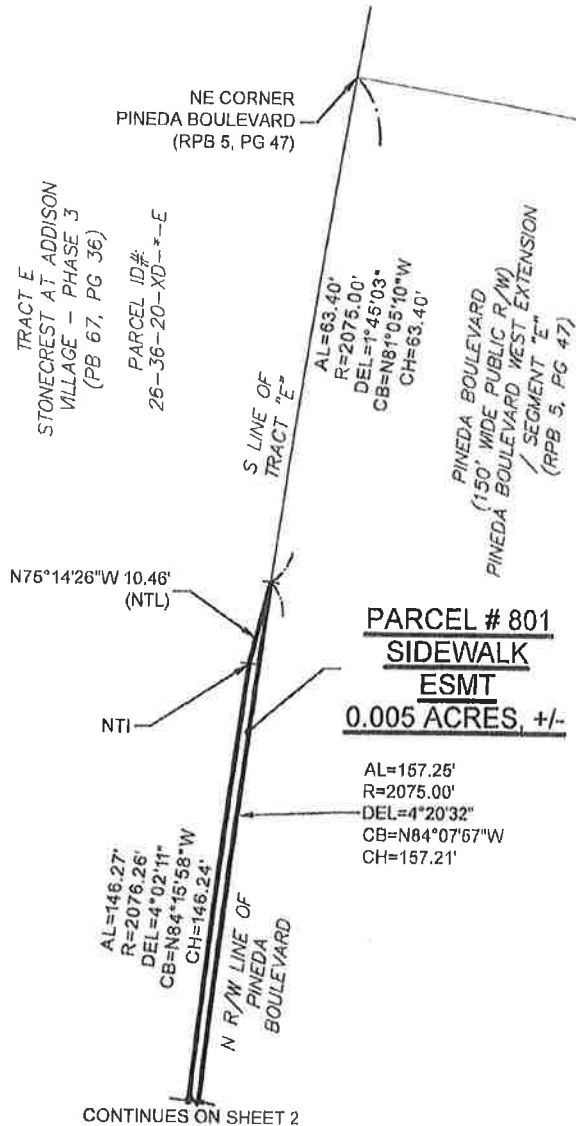 NE CORNER
PINEDA BOULEVARD
(RPB 5, PG 47)
TRACT E
STONECREST AT ADDISON
VILLAGE - PHASE 3
(PB 67, PG 36)
PARCEL ID#:
26-36-20-XD-*-E
S LINE OF
TRACT "E"
AL=63.40'
R=2075.00'
DEL=1°45'03"
CB=N81°05'10"W
CH=63.40'
PINEDA BOULEVARD
(150' WIDE PUBLIC R/W)
PINEDA BOULEVARD WEST EXTENSION
/ SEGMENT "E"
(RPB 5, PG 47)
N75°14'26"W 10.46'
(NTL)
NTI
PARCEL # 801
SIDEWALK
ESMT
0.005 ACRES, +/-
AL=157.25'
R=2075.00'
DEL=4°20'32"
CB=N84°07'67"W
CH=157.21'
AL=146.27'
R=2076.26'
DEL=4°02'11"
CB=N84°15'58"W
CH=146.24'
N R/W LINE OF
PINEDA
BOULEVARD
CONTINUES ON SHEET 2